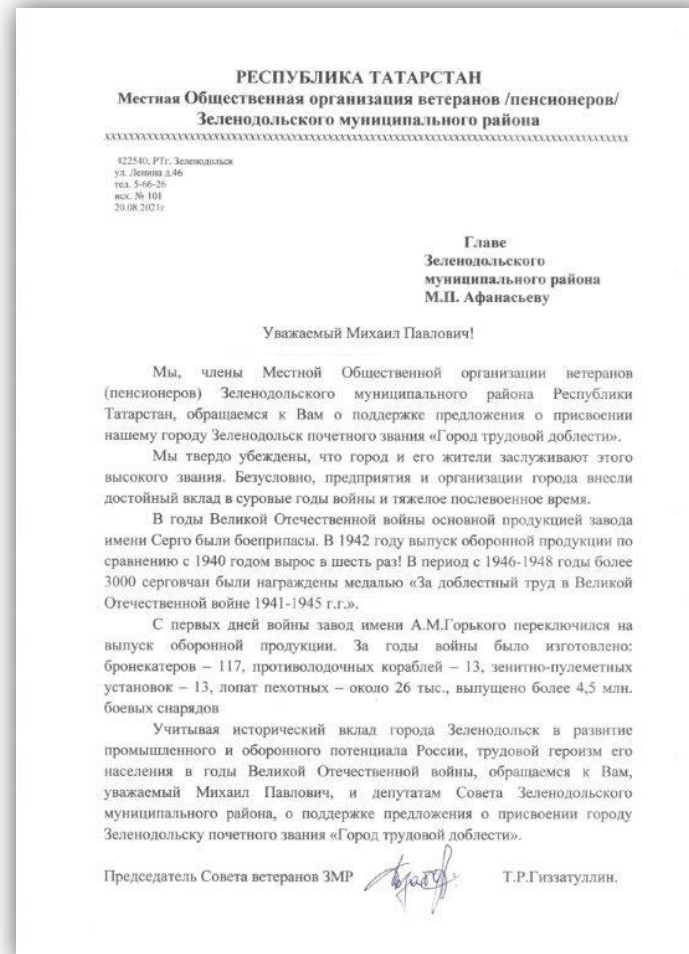 РЕСПУБЛИКА ТАТАРСТАН
Местная Общественная организация ветеранов /пенсионеров/
Зеленодольского муниципального района
422540, РТг. Зеленодольск
ул. Ленина д.46
тел. 5-66-26
исх. № 101
20.08.2021г
Главе
Зеленодольского
муниципального района
М.П. Афанасьеву
Уважаемый Михаил Павлович!
Мы, члены Местной Общественной организации ветеранов
(пенсионеров) Зеленодольского муниципального района Республики
Татарстан, обращаемся к Вам о поддержке предложения о присвоении
нашему городу Зеленодольск почетного звания «Город трудовой доблести».
Мы твердо убеждены, что город и его жители заслуживают этого
высокого звания. Безусловно, предприятия и организации города внесли
достойный вклад в суровые годы войны и тяжелое послевоенное время.
В годы Великой Отечественной войны основной продукцией завода
имени Серго были боеприпасы. В 1942 году выпуск оборонной продукции по
сравнению с 1940 годом вырос в шесть раз! В период с 1946-1948 годы более
3000 серговчан были награждены медалью «За доблестный труд в Великой
Отечественной войне 1941-1945 г.г.».
С первых дней войны завод имени А.М.Горького переключился на
выпуск оборонной продукции. За годы войны было изготовлено:
бронекатеров – 117, противолодочных кораблей – 13, зенитно-пулеметных
установок – 13, лопат пехотных – около 26 тыс., выпущено более 4,5 млн.
боевых снарядов
Учитывая исторический вклад города Зеленодольск в развитие
промышленного и оборонного потенциала России, трудовой героизм его
населения в годы Великой Отечественной войны, обращаемся к Вам,
уважаемый Михаил Павлович, и депутатам Совета Зеленодольского
муниципального района, о поддержке предложения о присвоении городу
Зеленодольску почетного звания «Город трудовой доблести».
Председатель Совета ветеранов ЗМР Т.Р.Гиззатуллин.